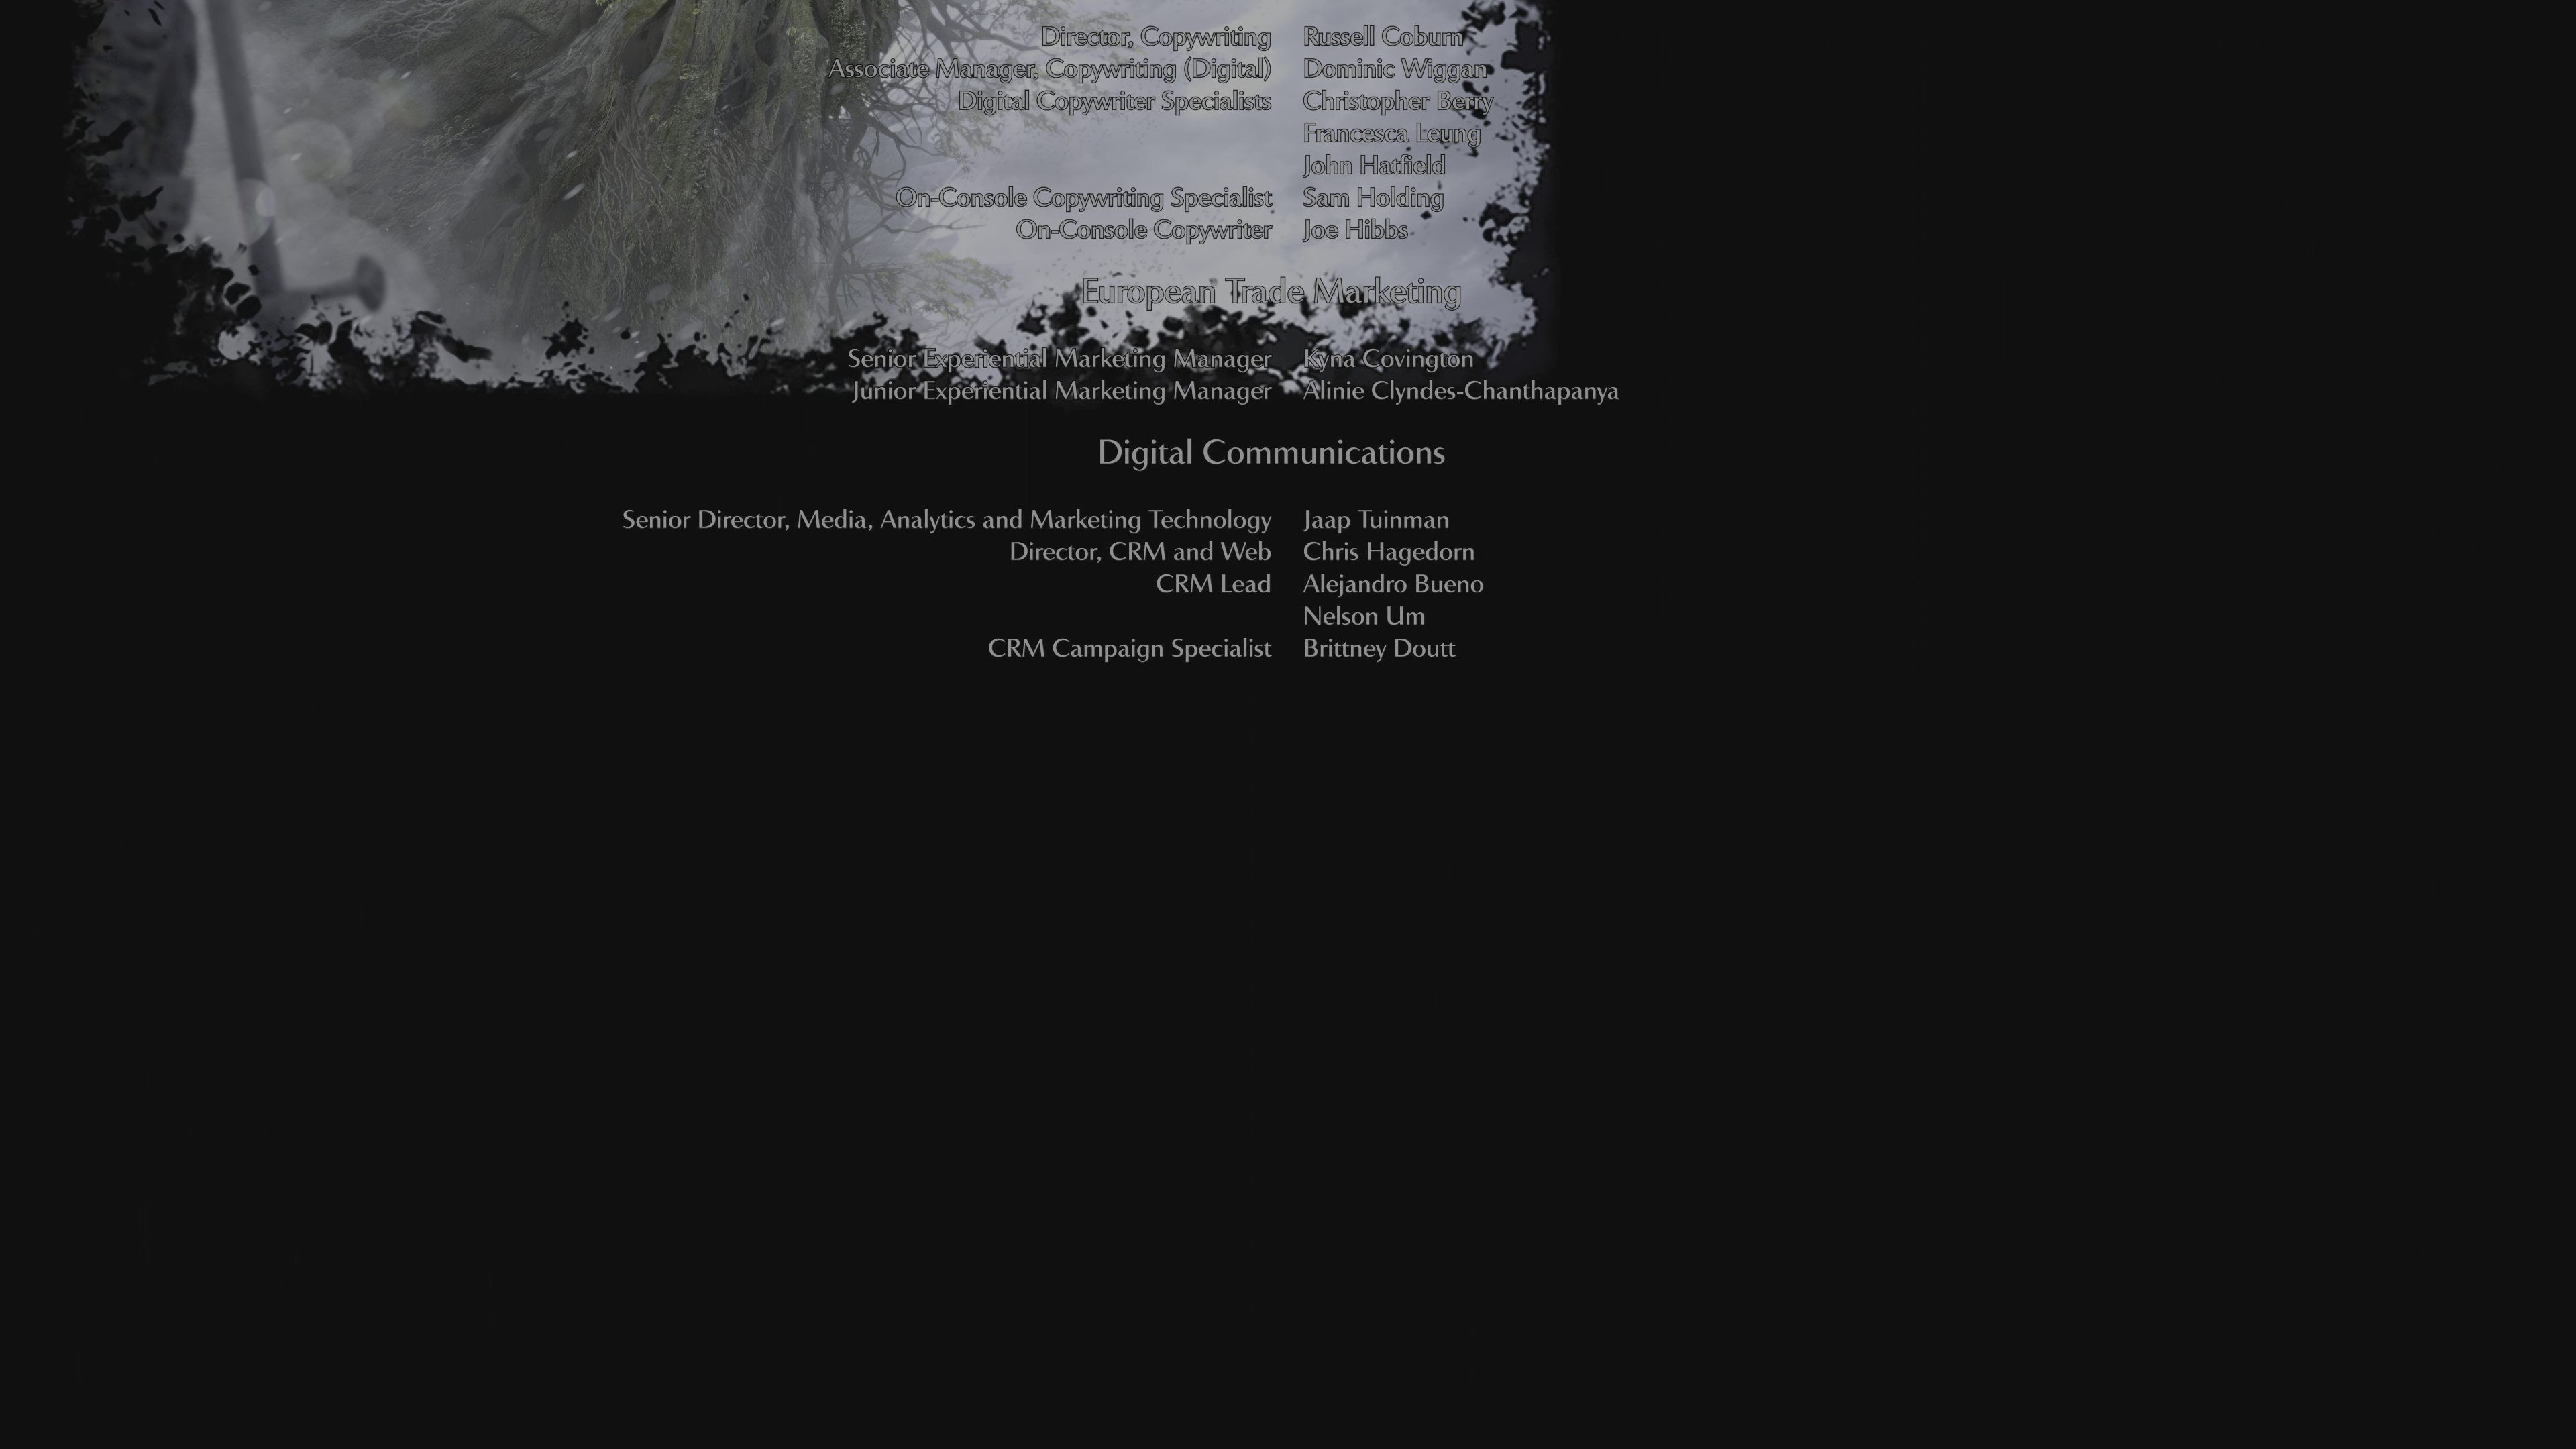 Director, Copywriting Russell Coburn
Associate Manager, Copywriting (Digital) Dominic Wiggan
Digital Copywriter Specialists Christopher Berry
Francesca Leung
John Hatfield
On-Console Copywriting Specialist Sam Holding
On-Console Copywriter Joe Hibbs
European Trade Marketing
Senior Experiential Marketing Manager Kyna Covington
Junior Experiential Marketing Manager Alinie Clyndes-Chanthapanya
Digital Communications
Senior Director, Media, Analytics and Marketing Technology Jaap Tuinman
Director, CRM and Web Chris Hagedorn
CRM Lead Alejandro Bueno
Nelson Um
CRM Campaign Specialist Brittney Doutt